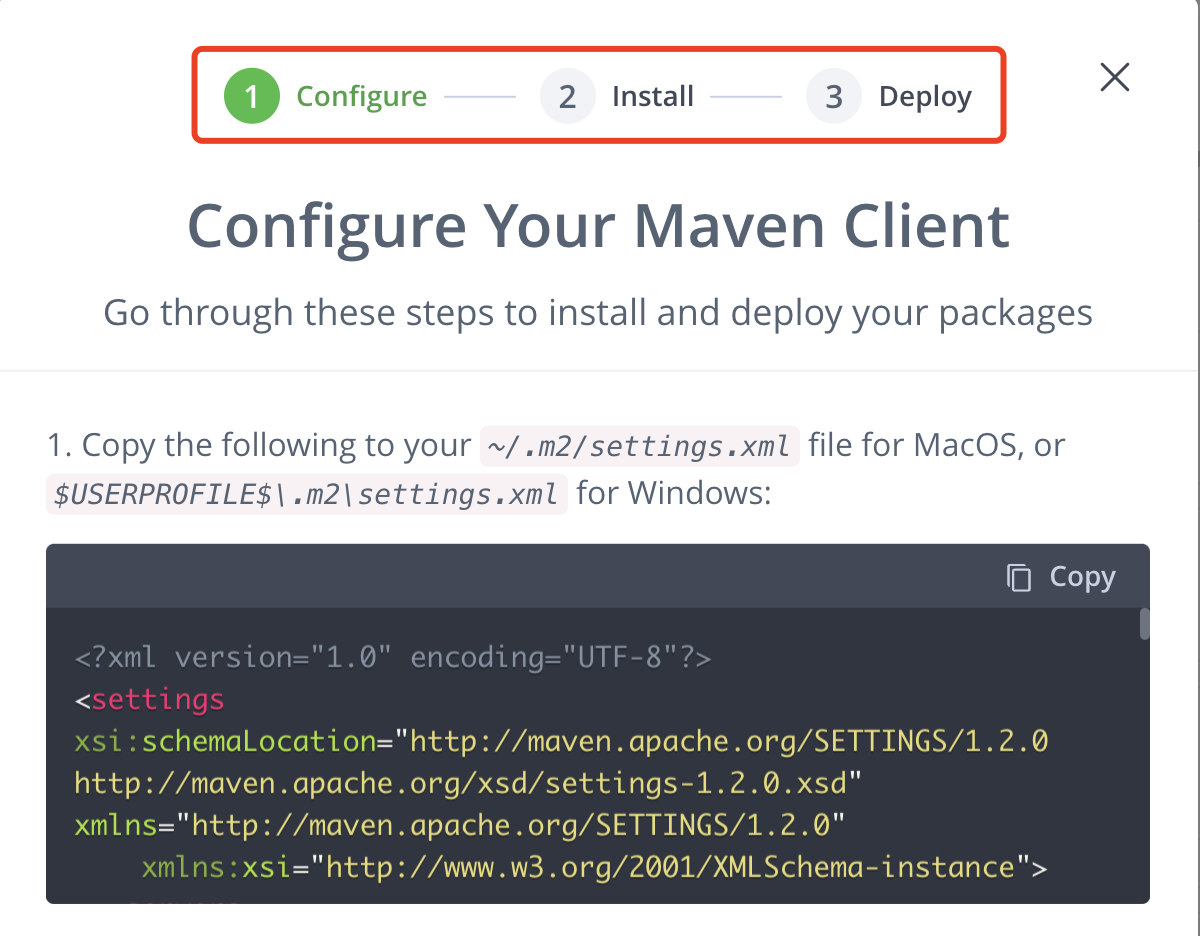 1 Configure 2 Install 3 Deploy
Configure Your Maven Client
Go through these steps to install and deploy your packages
1. Copy the following to your ~/.m2/settings.xml file for MacOS, or
$USERPROFILE$\.m2\settings.xml for Windows:
Copy
<?xml version="1.0" encoding="UTF-8"?>
<settings
xsi:schemaLocation="http://maven.apache.org/SETTINGS/1.2.0
http://maven.apache.org/xsd/settings-1.2.0.xsd"
xmlns="http://maven.apache.org/SETTINGS/1.2.0"
    xmlns:xsi="http://www.w3.org/2001/XMLSchema-instance">